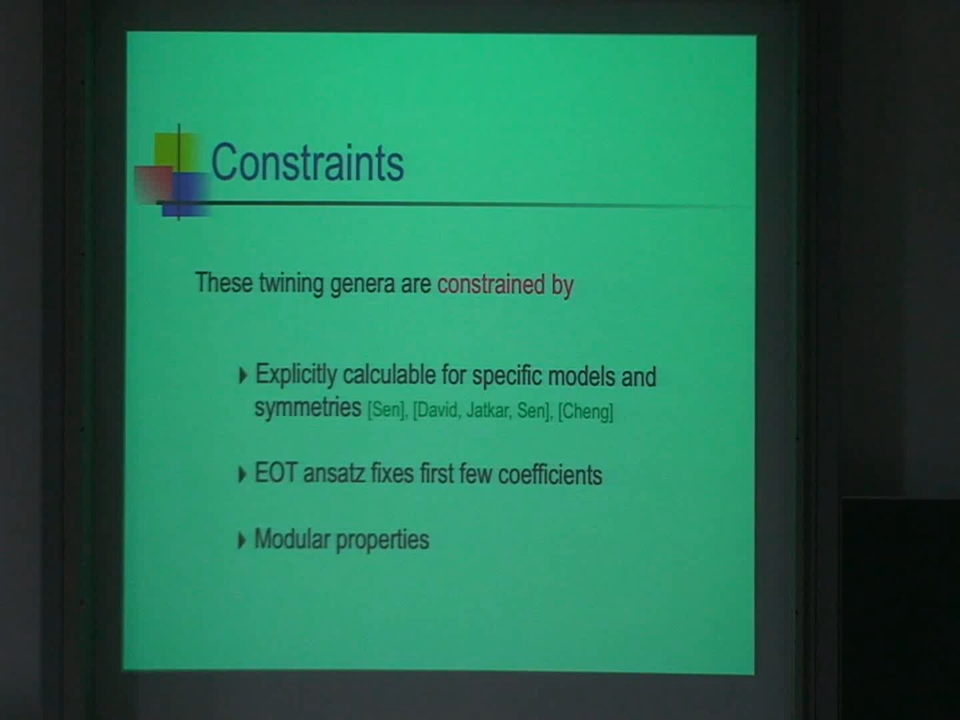 Constraints
These twining genera are constrained by
Explicitly calculable for specific models and
symmetries [Sen], [David, Jatkar, Sen], [Cheng]
EOT ansatz fixes first few coefficients
Modular properties